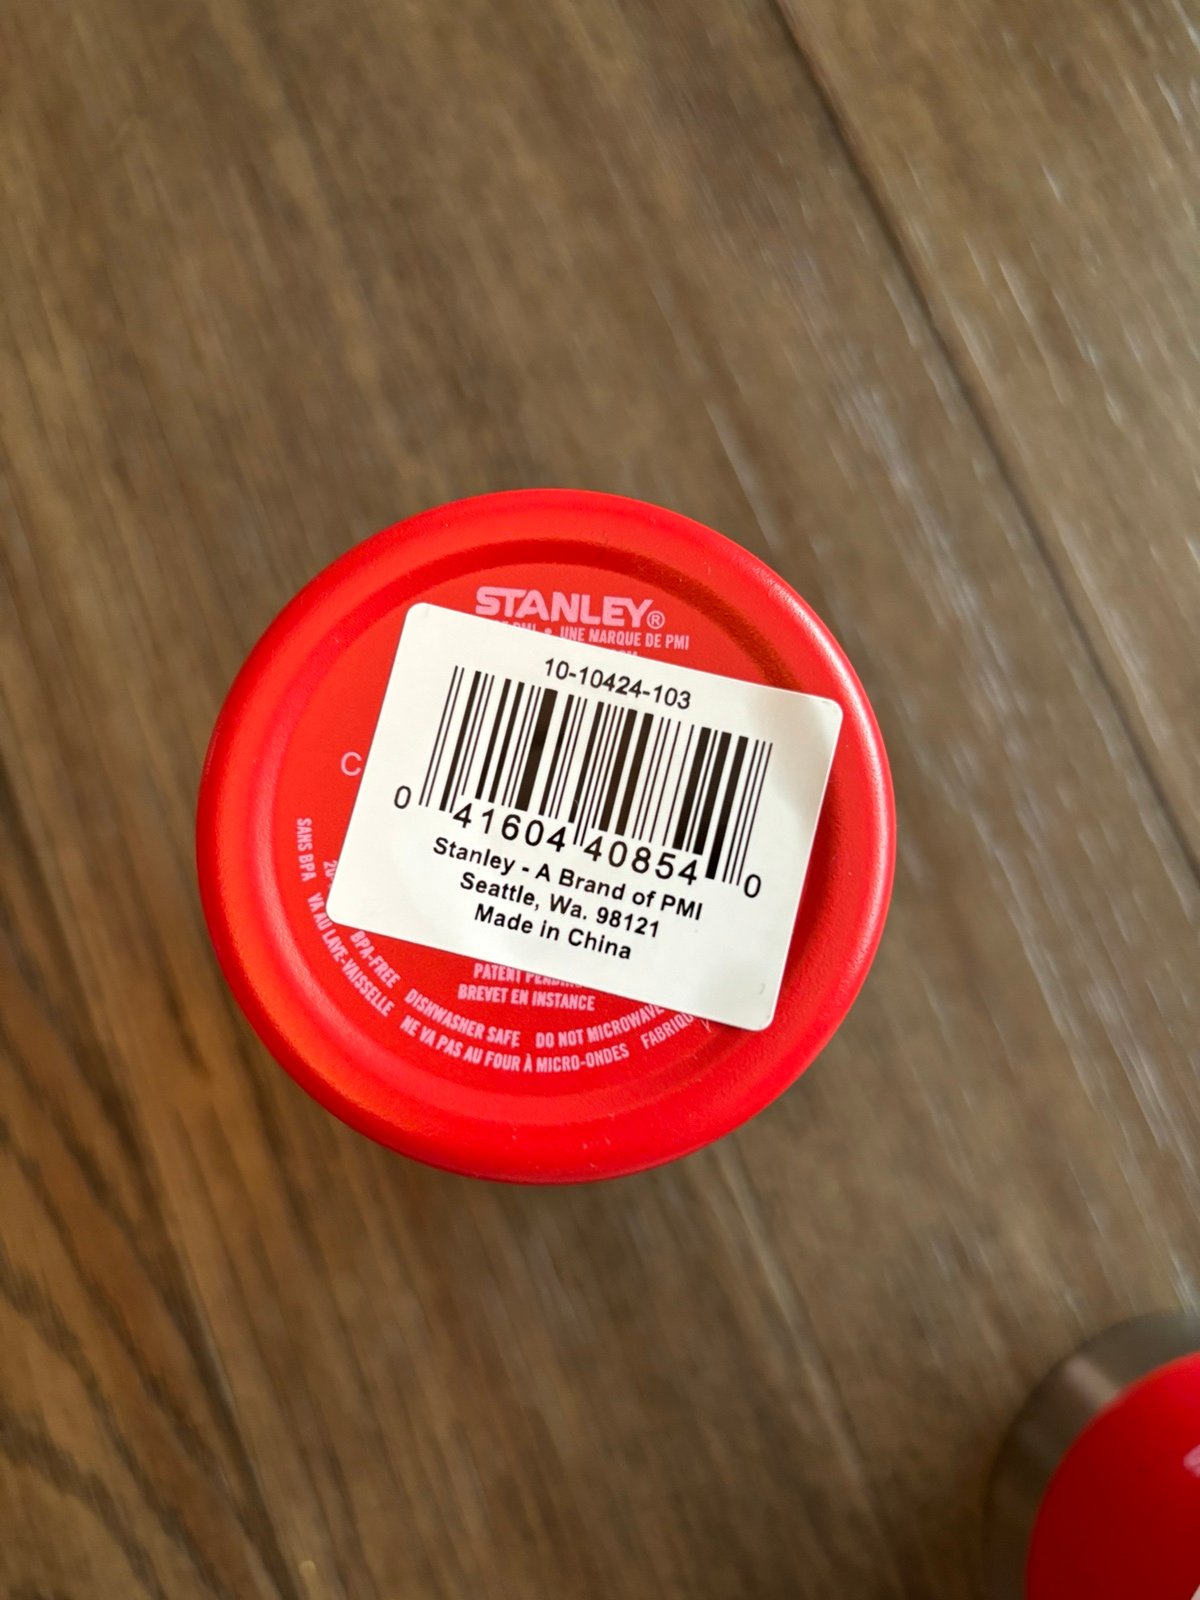 STANLEY®
PMI • UNE MARQUE DE PMI
10-10424-103
0 41604 40854 0
Stanley - A Brand of PMI
Seattle, Wa. 98121
Made in China
C
PATENT
BREVET EN INSTANCE
BPA-FREE DISHWASHER SAFE DO NOT MICROWAVE
SANS BPA VA AU LAVE-VAISSELLE NE VA PAS AU FOUR À MICRO-ONDES